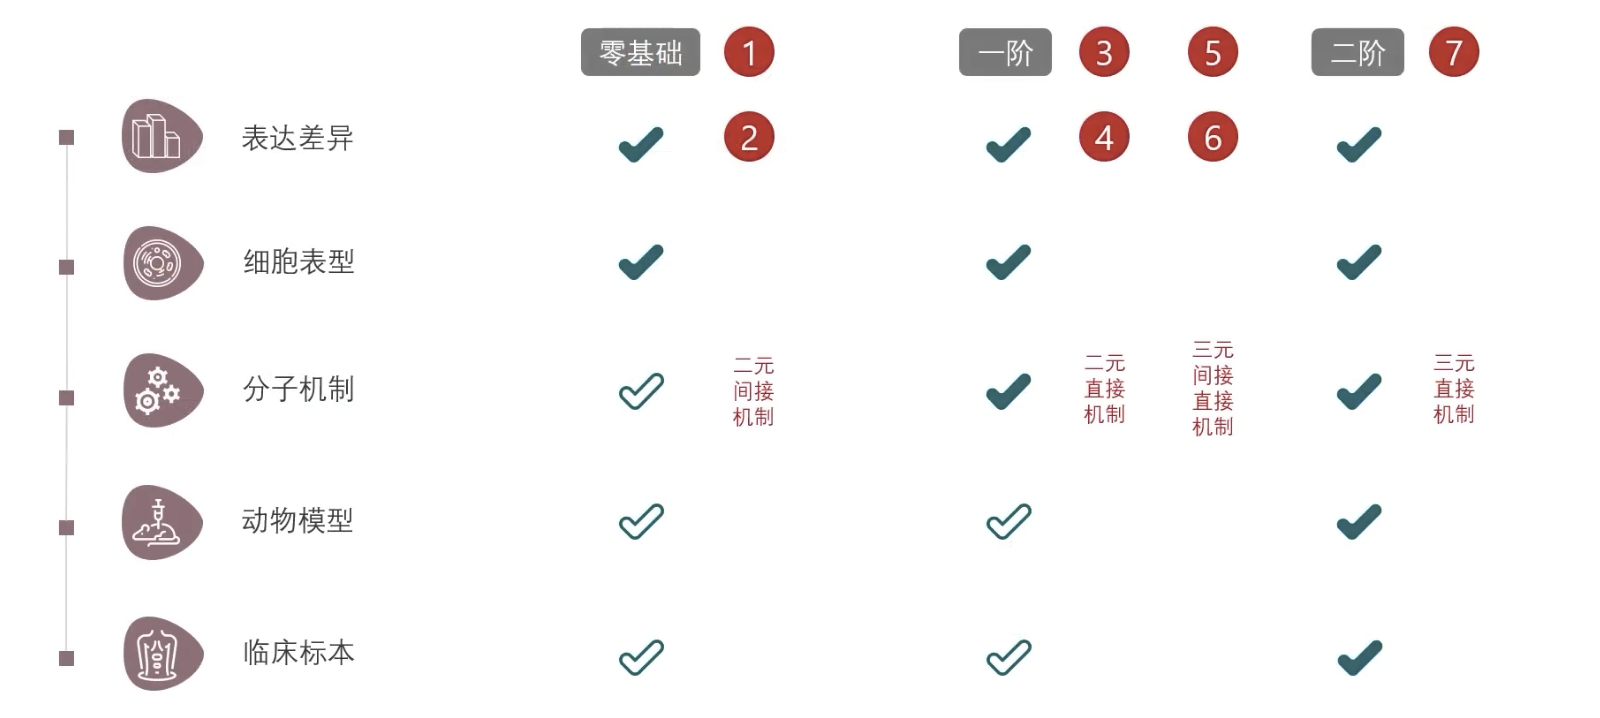 零基础 1 一阶 3 5 二阶 7
表达差异 2 4 6
细胞表型
分子机制
二元
间接
机制
二元
直接
机制
三元
间接
直接
机制
三元
直接
机制
动物模型
临床标本